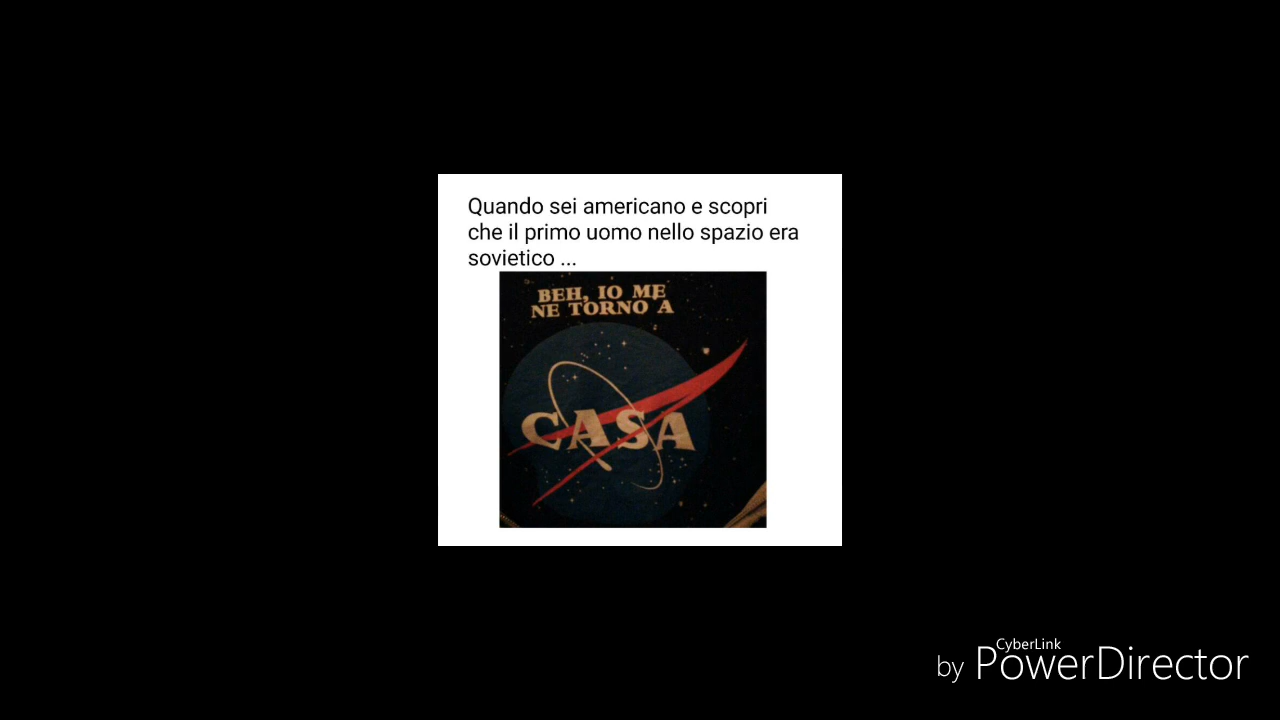 Quando sei americano e scopri
che il primo uomo nello spazio era
sovietico ...
BEH, IO ME
NE TORNO A
CASA
CyberLink
by PowerDirector